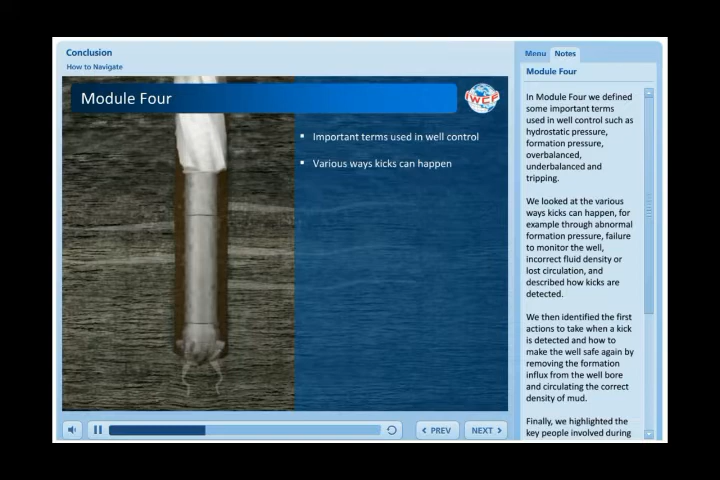 Conclusion
How to Navigate
Menu Notes
Module Four
Module Four
IWCF
▪ Important terms used in well control
▪ Various ways kicks can happen
In Module Four we defined
some important terms
used in well control such as
hydrostatic pressure,
formation pressure,
overbalanced,
underbalanced and
tripping.
We looked at the various
ways kicks can happen, for
example through abnormal
formation pressure, failure
to monitor the well,
incorrect fluid density or
lost circulation, and
described how kicks are
detected.
We then identified the first
actions to take when a kick
is detected and how to
make the well safe again by
removing the formation
influx from the well bore
and circulating the correct
density of mud.
Finally, we highlighted the
key people involved during
PREV NEXT